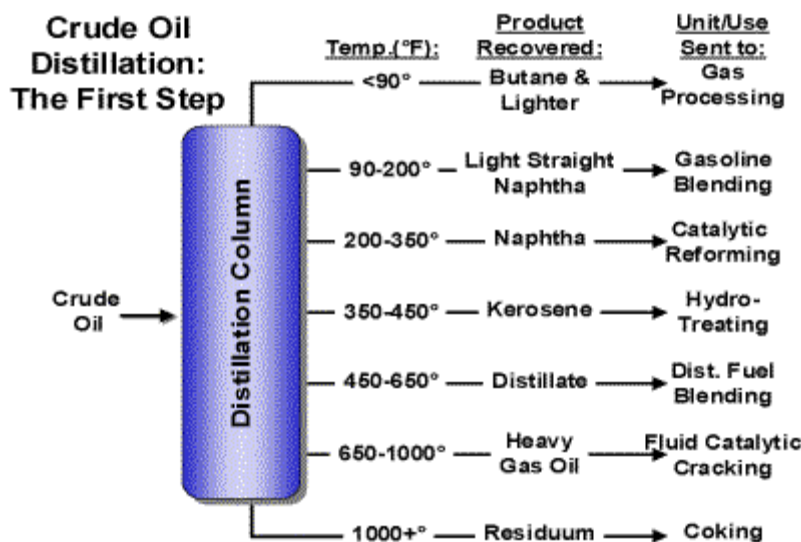 Crude Oil
Distillation:
The First Step
Temp.(°F):
Product
Recovered:
Unit/Use
Sent to:
<90°
Butane &
Lighter
Gas
Processing
90-200°
Light Straight
Naphtha
Gasoline
Blending
200-350°
Naphtha
Catalytic
Reforming
Crude
Oil
Distillation Column
350-450°
Kerosene
Hydro-
Treating
450-650°
Distillate
Dist. Fuel
Blending
650-1000°
Heavy
Gas Oil
Fluid Catalytic
Cracking
1000+°
Residuum
Coking